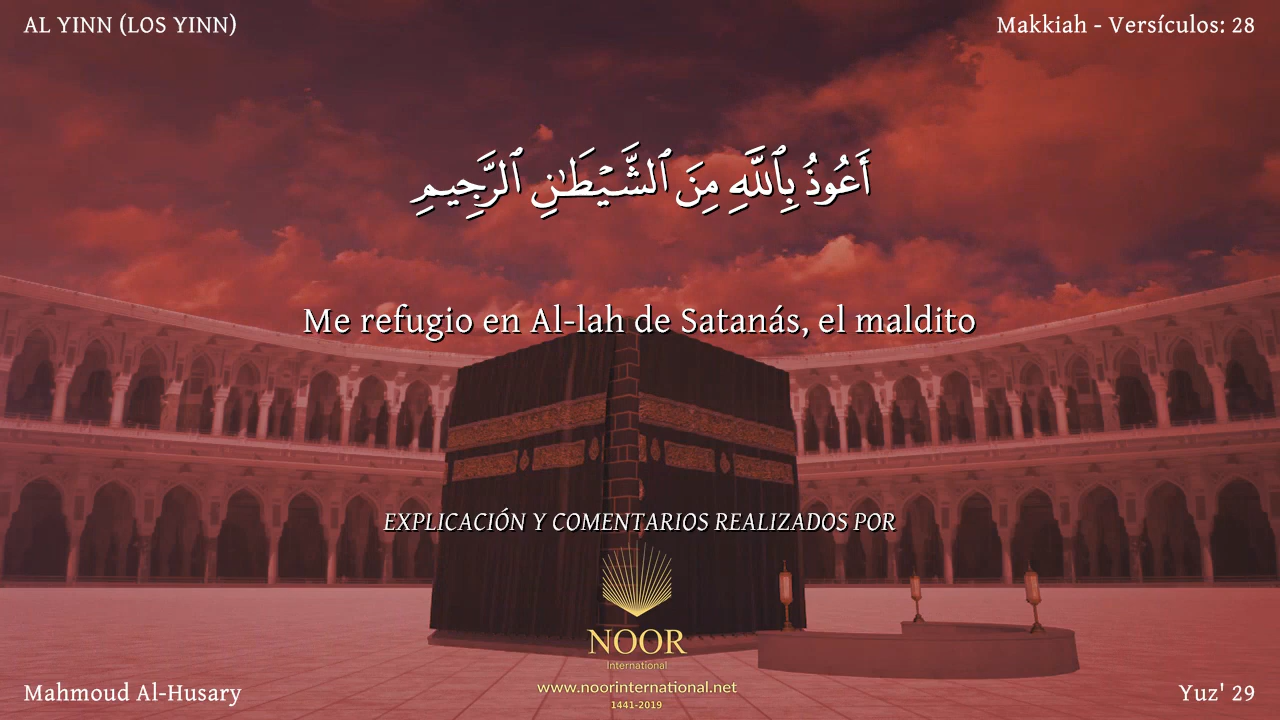 AL YINN (LOS YINN)
Makkiah - Versículos: 28
أَعُوذُ بِٱللَّهِ مِنَ ٱلشَّيْطَـٰنِ ٱلرَّجِيمِ
Me refugio en Al-lah de Satanás, el maldito
EXPLICACIÓN Y COMENTARIOS REALIZADOS POR
NOOR
International
www.noorinternational.net
1441-2019
Mahmoud Al-Husary
Yuz' 29